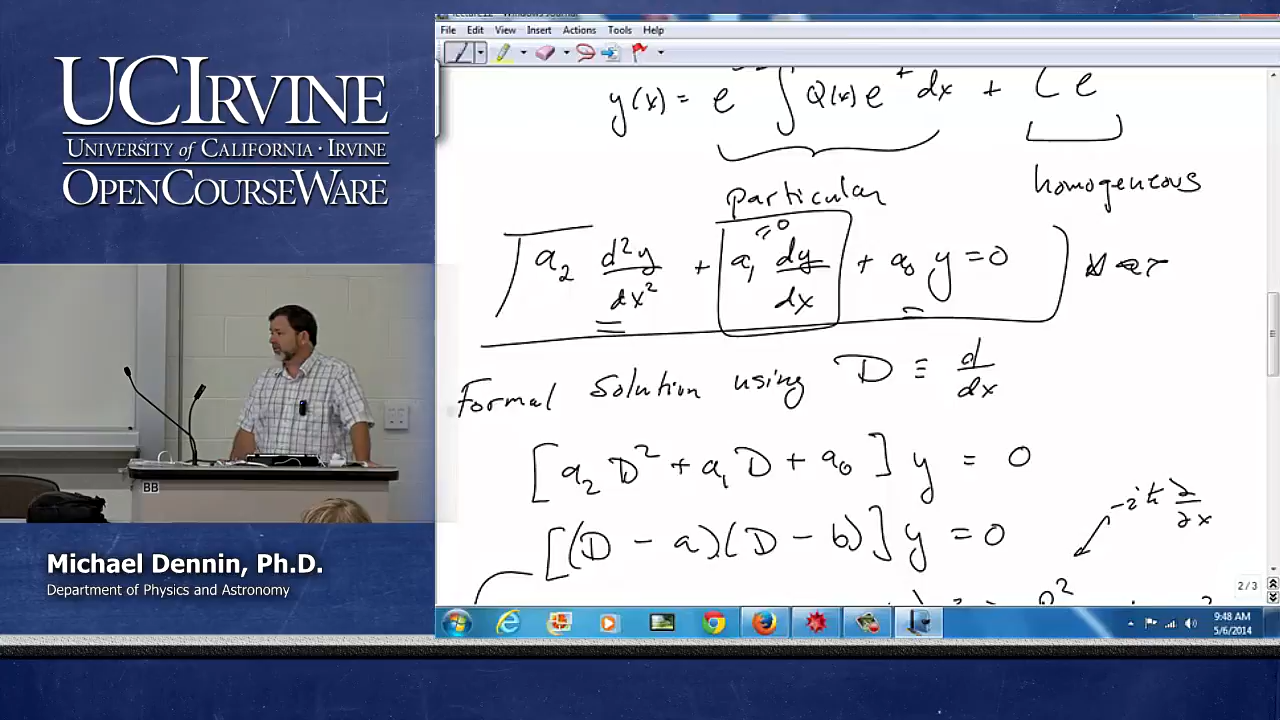 UCIRVINE
UNIVERSITY of CALIFORNIA · IRVINE
OPENCOURSEWARE
BB
Michael Dennin, Ph.D.
Department of Physics and Astronomy
File Edit View Insert Actions Tools Help
y(x) = e ∫ Q(x) e dx + C e
particular
homogeneous
a₂ d²y/dx² + a₁ dy/dx + a₀ y = 0
= 0
Formal Solution using D ≡ d/dx
[a₂ D² + a₁ D + a₀] y = 0
[(D - a)(D - b)] y = 0
-iħ ∂/∂x
2/3
9:48 AM
5/6/2014